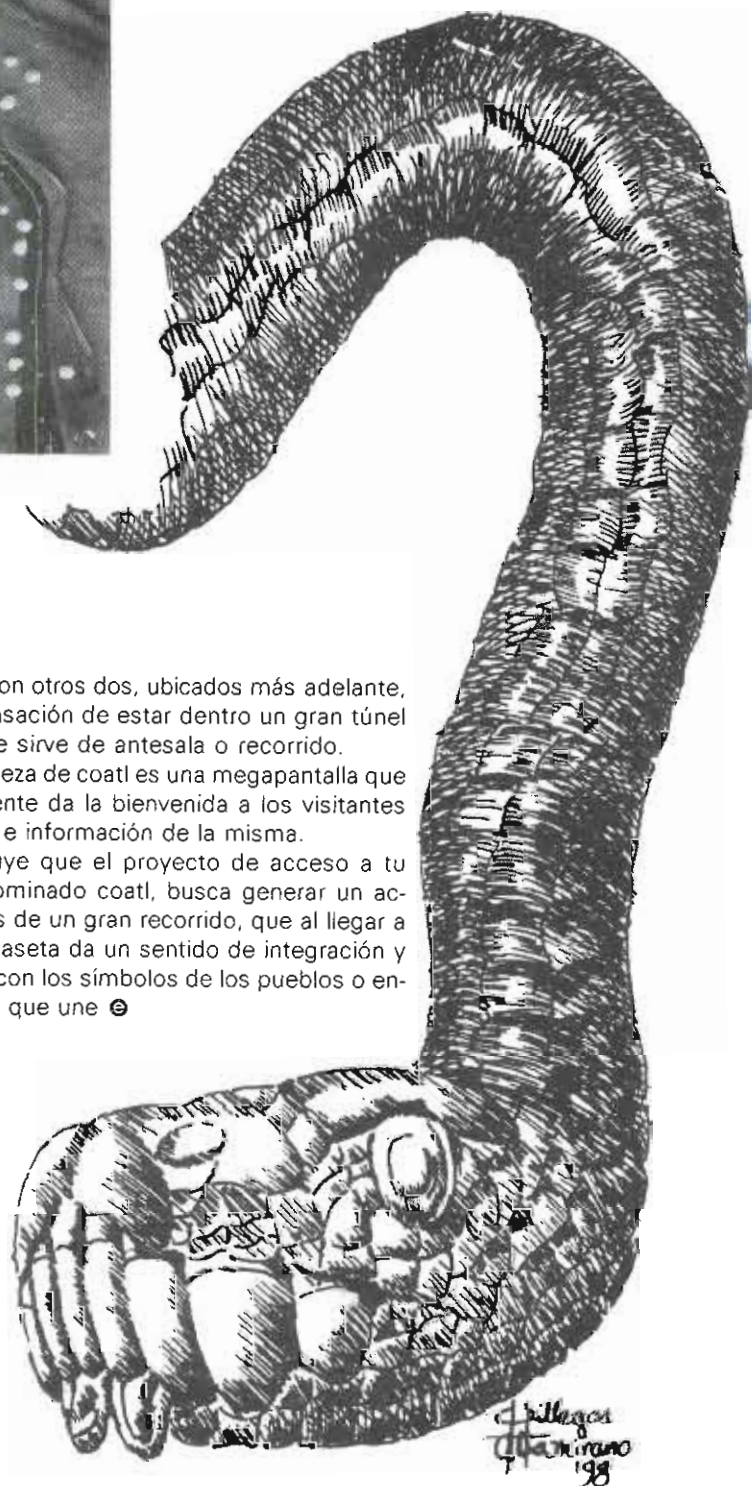 on otros dos, ubicados más adelante,
sación de estar dentro un gran túnel
e sirve de antesala o recorrido.
eza de coatl es una megapantalla que
ente da la bienvenida a los visitantes
e información de la misma.
ye que el proyecto de acceso a tu
ominado coatl, busca generar un ac-
s de un gran recorrido, que al llegar a
aseta da un sentido de integración y
con los símbolos de los pueblos o en-
que une
98